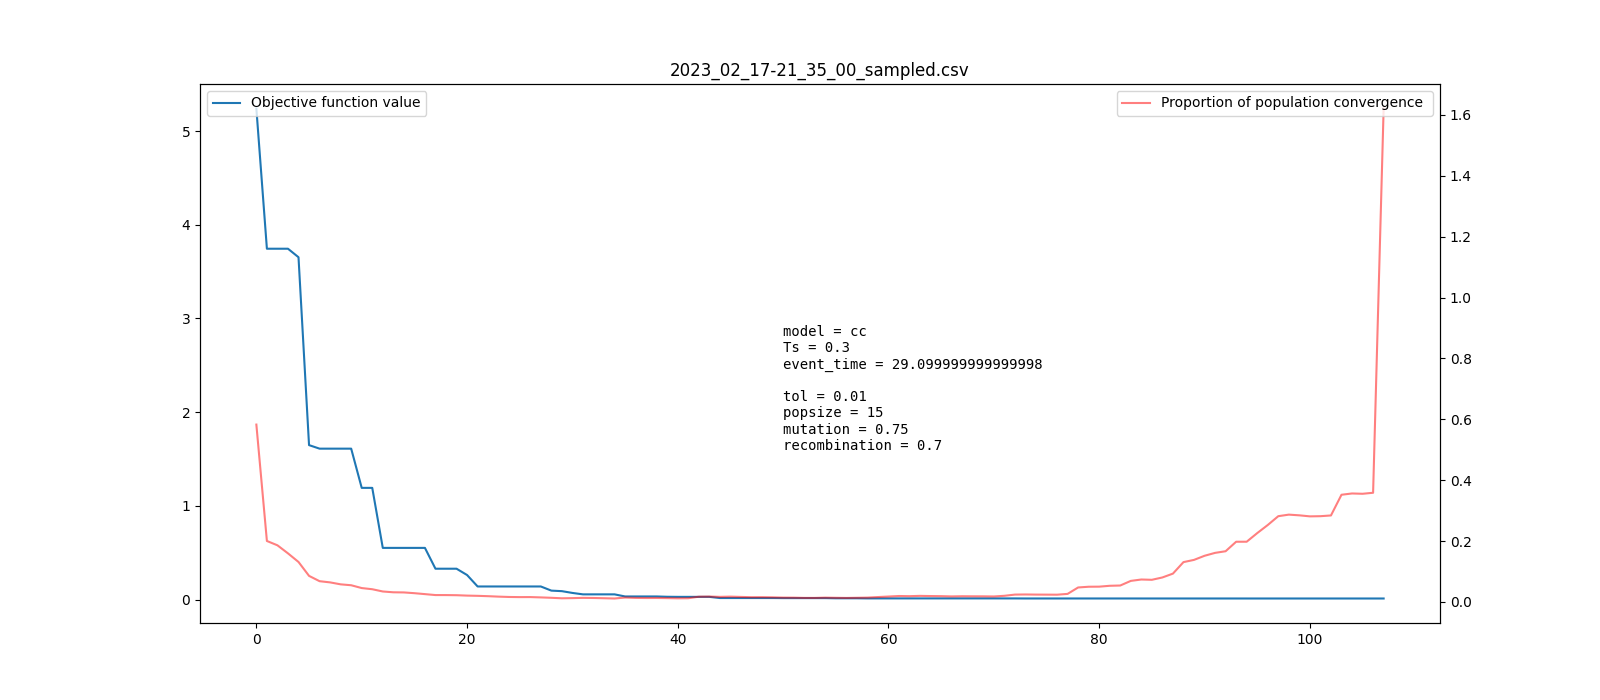 2023_02_17-21_35_00_sampled.csv
Objective function value
Proportion of population convergence
5
4
3
2
1
0
1.6
1.4
1.2
1.0
0.8
0.6
0.4
0.2
0.0
model = cc
Ts = 0.3
event_time = 29.099999999999998
tol = 0.01
popsize = 15
mutation = 0.75
recombination = 0.7
0 20 40 60 80 100